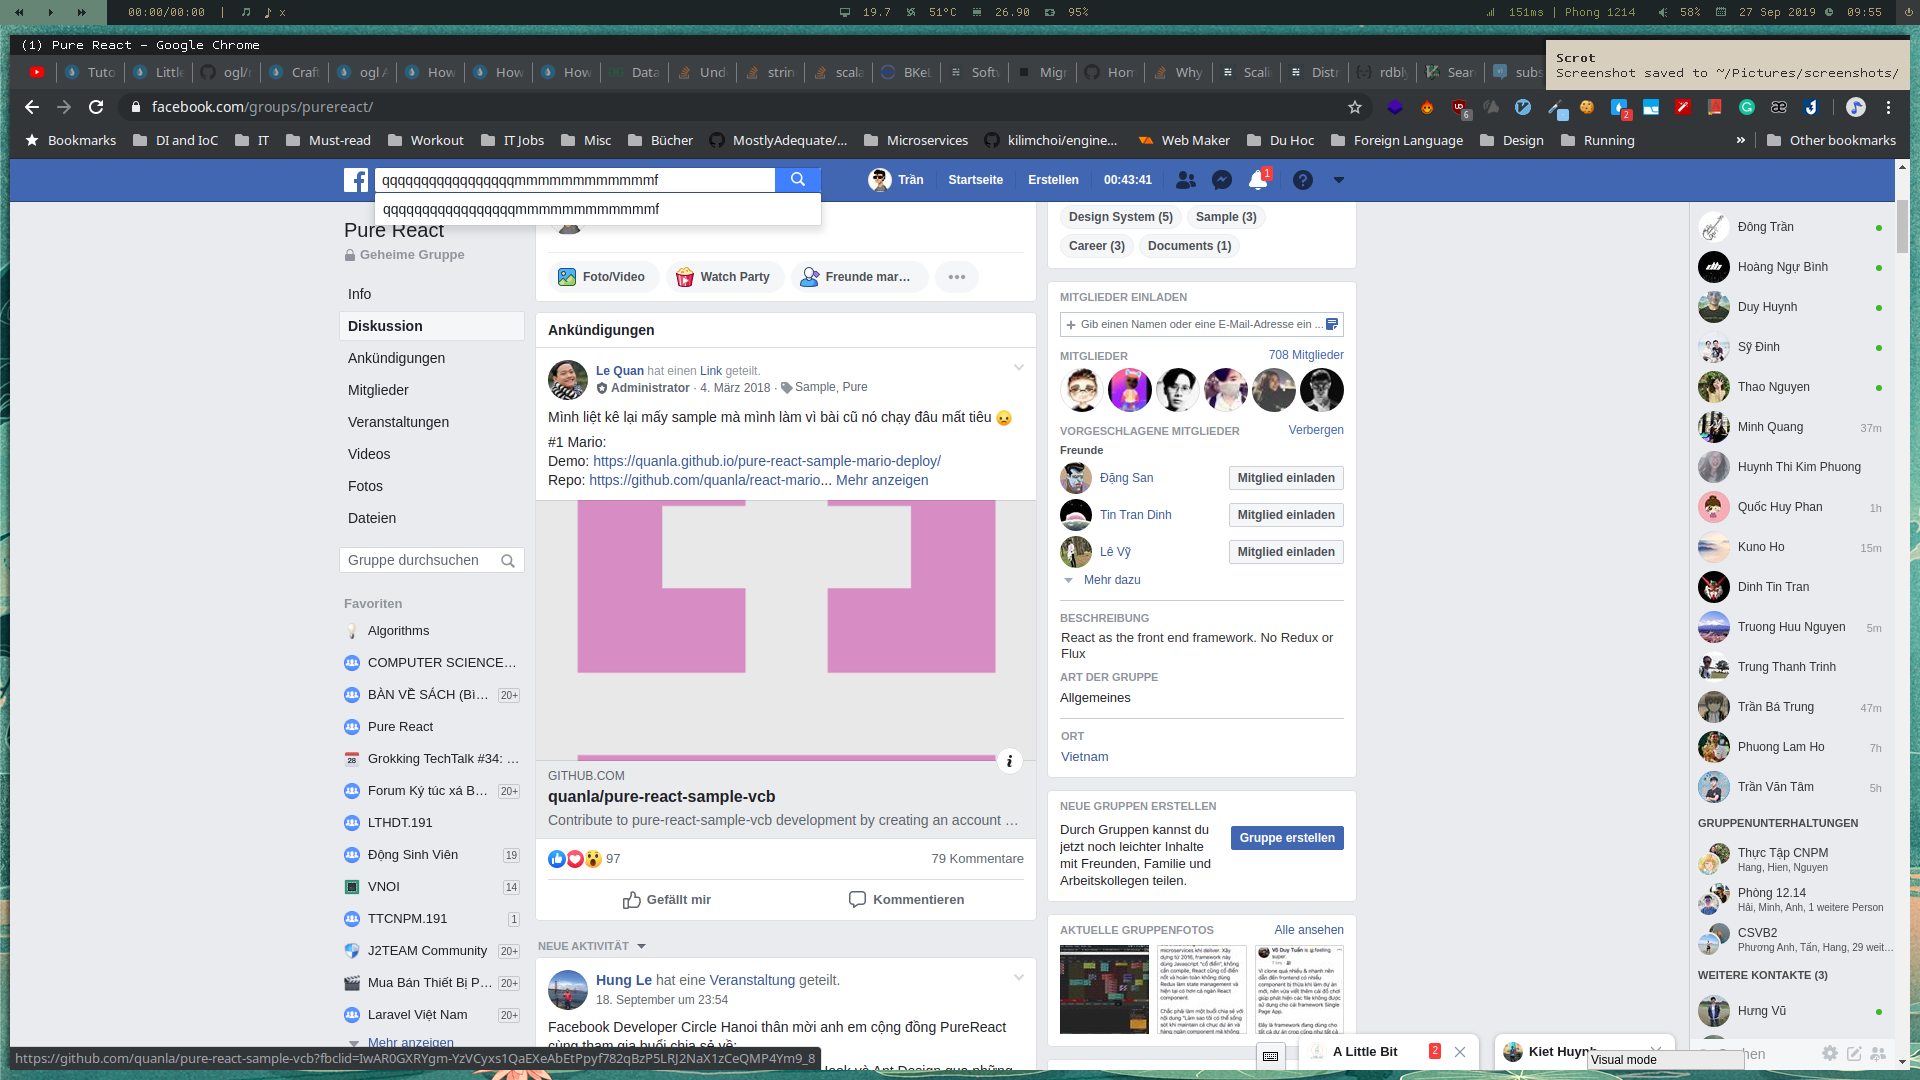 00:00/00:00 | x
19.7 51°C 26.90 95%
151ms | Phong 1214 58% 27 Sep 2019 09:55
(1) Pure React - Google Chrome
Scrot
Screenshot saved to ~/Pictures/screenshots/
Tuto Little ogl/r Craft ogl A How How How Data Und strin scala BKeL Soft Migr Hom Why Scali Distr rdbly Sear subs
facebook.com/groups/purereact/
Bookmarks DI and IoC IT Must-read Workout IT Jobs Misc Bücher MostlyAdequate/... Microservices kilimchoi/engine... Web Maker Du Hoc Foreign Language Design Running » Other bookmarks
qqqqqqqqqqqqqqqqqmmmmmmmmmmmmf
Trần Startseite Erstellen 00:43:41 1
qqqqqqqqqqqqqqqqqmmmmmmmmmmmmf
Pure React
Geheime Gruppe
Info
Diskussion
Ankündigungen
Mitglieder
Veranstaltungen
Videos
Fotos
Dateien
Gruppe durchsuchen
Favoriten
Algorithms
COMPUTER SCIENCE...
BÀN VỀ SÁCH (Bì... 20+
Pure React
Grokking TechTalk #34: ...
Forum Ký túc xá B... 20+
LTHDT.191
Động Sinh Viên 19
VNOI 14
TTCNPM.191 1
J2TEAM Community 20+
Mua Bán Thiết Bị P... 20+
Laravel Việt Nam 20+
Mehr anzeigen
Foto/Video Watch Party Freunde mar...
Ankündigungen
Le Quan hat einen Link geteilt.
Administrator · 4. März 2018 · Sample, Pure
Mình liệt kê lại mấy sample mà mình làm vì bài cũ nó chạy đâu mất tiêu
#1 Mario:
Demo: https://quanla.github.io/pure-react-sample-mario-deploy/
Repo: https://github.com/quanla/react-mario... Mehr anzeigen
GITHUB.COM
quanla/pure-react-sample-vcb
Contribute to pure-react-sample-vcb development by creating an account ...
97 79 Kommentare
Gefällt mir Kommentieren
NEUE AKTIVITÄT
Hung Le hat eine Veranstaltung geteilt.
18. September um 23:54
Facebook Developer Circle Hanoi thân mời anh em cộng đồng PureReact
cùng tham gia buổi chia sẻ về:
Design System (5) Sample (3)
Career (3) Documents (1)
MITGLIEDER EINLADEN
Gib einen Namen oder eine E-Mail-Adresse ein ...
MITGLIEDER 708 Mitglieder
VORGESCHLAGENE MITGLIEDER Verbergen
Freunde
Đặng San Mitglied einladen
Tin Tran Dinh Mitglied einladen
Lê Vỹ Mitglied einladen
Mehr dazu
BESCHREIBUNG
React as the front end framework. No Redux or
Flux
ART DER GRUPPE
Allgemeines
ORT
Vietnam
NEUE GRUPPEN ERSTELLEN
Durch Gruppen kannst du
jetzt noch leichter Inhalte
mit Freunden, Familie und
Arbeitskollegen teilen.
Gruppe erstellen
AKTUELLE GRUPPENFOTOS Alle ansehen
Đông Trần
Hoàng Ngự Bình
Duy Huynh
Sỹ Đinh
Thao Nguyen
Minh Quang 37m
Huynh Thi Kim Phuong
Quốc Huy Phan 1h
Kuno Ho 15m
Dinh Tin Tran
Truong Huu Nguyen 5m
Trung Thanh Trinh
Trần Bá Trung 47m
Phuong Lam Ho 7h
Trần Văn Tâm 5h
GRUPPENUNTERHALTUNGEN
Thực Tập CNPM
Hang, Hien, Nguyen
Phòng 12.14
Hải, Minh, Anh, 1 weitere Person
CSVB2
Phương Anh, Tấn, Hang, 29 weit...
WEITERE KONTAKTE (3)
Hưng Vũ
A Little Bit 2
Kiet Huynh
Visual mode
https://github.com/quanla/pure-react-sample-vcb?fbclid=IwAR0GXRYgm-YzVCyxs1QaEXeAbEtPpyf782qBzP5LRJ2NaX1zCeQMP4Ym9_8